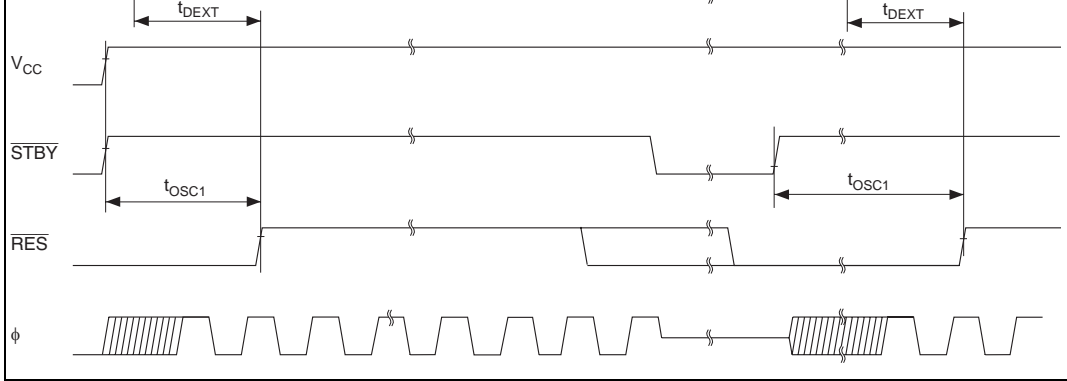 tDEXT tDEXT
VCC
STBY
tOSC1 tOSC1
RES
ϕ